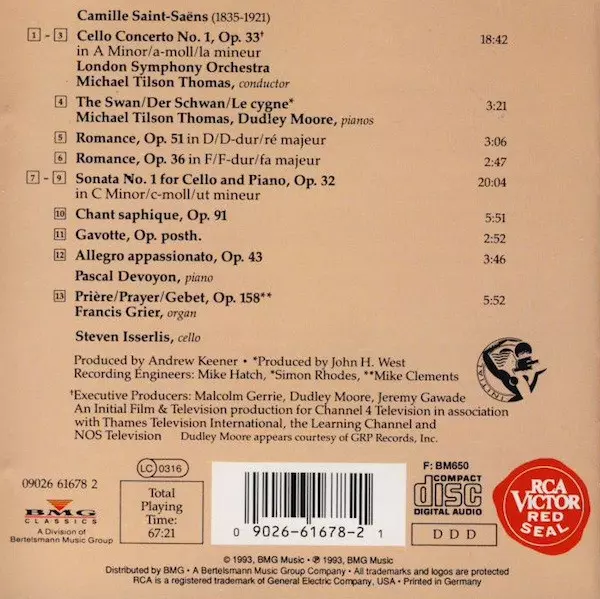 Camille Saint-Saëns (1835-1921)
1 - 3 Cello Concerto No. 1, Op. 33† 18:42
in A Minor/a-moll/la mineur
London Symphony Orchestra
Michael Tilson Thomas, conductor
4 The Swan/Der Schwan/Le cygne* 3:21
Michael Tilson Thomas, Dudley Moore, pianos
5 Romance, Op. 51 in D/D-dur/ré majeur 3:06
6 Romance, Op. 36 in F/F-dur/fa majeur 2:47
7 - 9 Sonata No. 1 for Cello and Piano, Op. 32 20:04
in C Minor/c-moll/ut mineur
10 Chant saphique, Op. 91 5:51
11 Gavotte, Op. posth. 2:52
12 Allegro appassionato, Op. 43 3:46
Pascal Devoyon, piano
13 Prière/Prayer/Gebet, Op. 158** 5:52
Francis Grier, organ
Steven Isserlis, cello
Produced by Andrew Keener • *Produced by John H. West
Recording Engineers: Mike Hatch, *Simon Rhodes, **Mike Clements
INITIAL
†Executive Producers: Malcolm Gerrie, Dudley Moore, Jeremy Gawade
An Initial Film & Television production for Channel 4 Television in association
with Thames Television International, the Learning Channel and
NOS Television Dudley Moore appears courtesy of GRP Records, Inc.
09026 61678 2
BMG
CLASSICS
A Division of
Bertelsmann Music Group
LC 0316
Total
Playing
Time:
67:21
0 9026-61678-2 1
F: BM650
COMPACT
disc
DIGITAL AUDIO
D D D
RCA
VICTOR
RED
SEAL
© 1993, BMG Music • ℗ 1993, BMG Music
Distributed by BMG • A Bertelsmann Music Group Company • All trademarks and logos are protected
RCA is a registered trademark of General Electric Company, USA • Printed in Germany